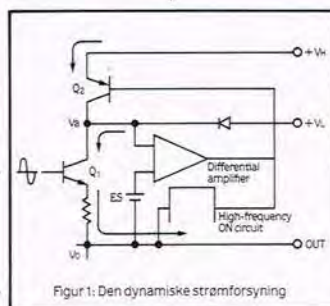 +VH
Q2
VB
+VL
Differential
amplifier
Q1
ES
High-frequency
ON circuit
VO
OUT
Figur 1: Den dynamiske strømforsyning